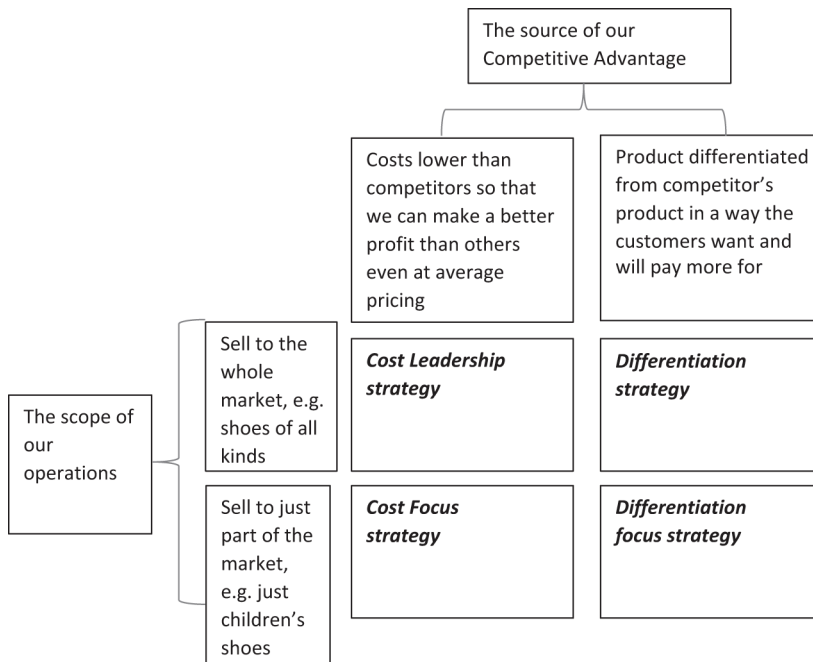 The source of our
Competitive Advantage
Costs lower than
competitors so that
we can make a better
profit than others
even at average
pricing
Product differentiated
from competitor’s
product in a way the
customers want and
will pay more for
The scope of
our
operations
Sell to the
whole
market, e.g.
shoes of all
kinds
Cost Leadership
strategy
Differentiation
strategy
Sell to just
part of the
market,
e.g. just
children’s
shoes
Cost Focus
strategy
Differentiation
focus strategy